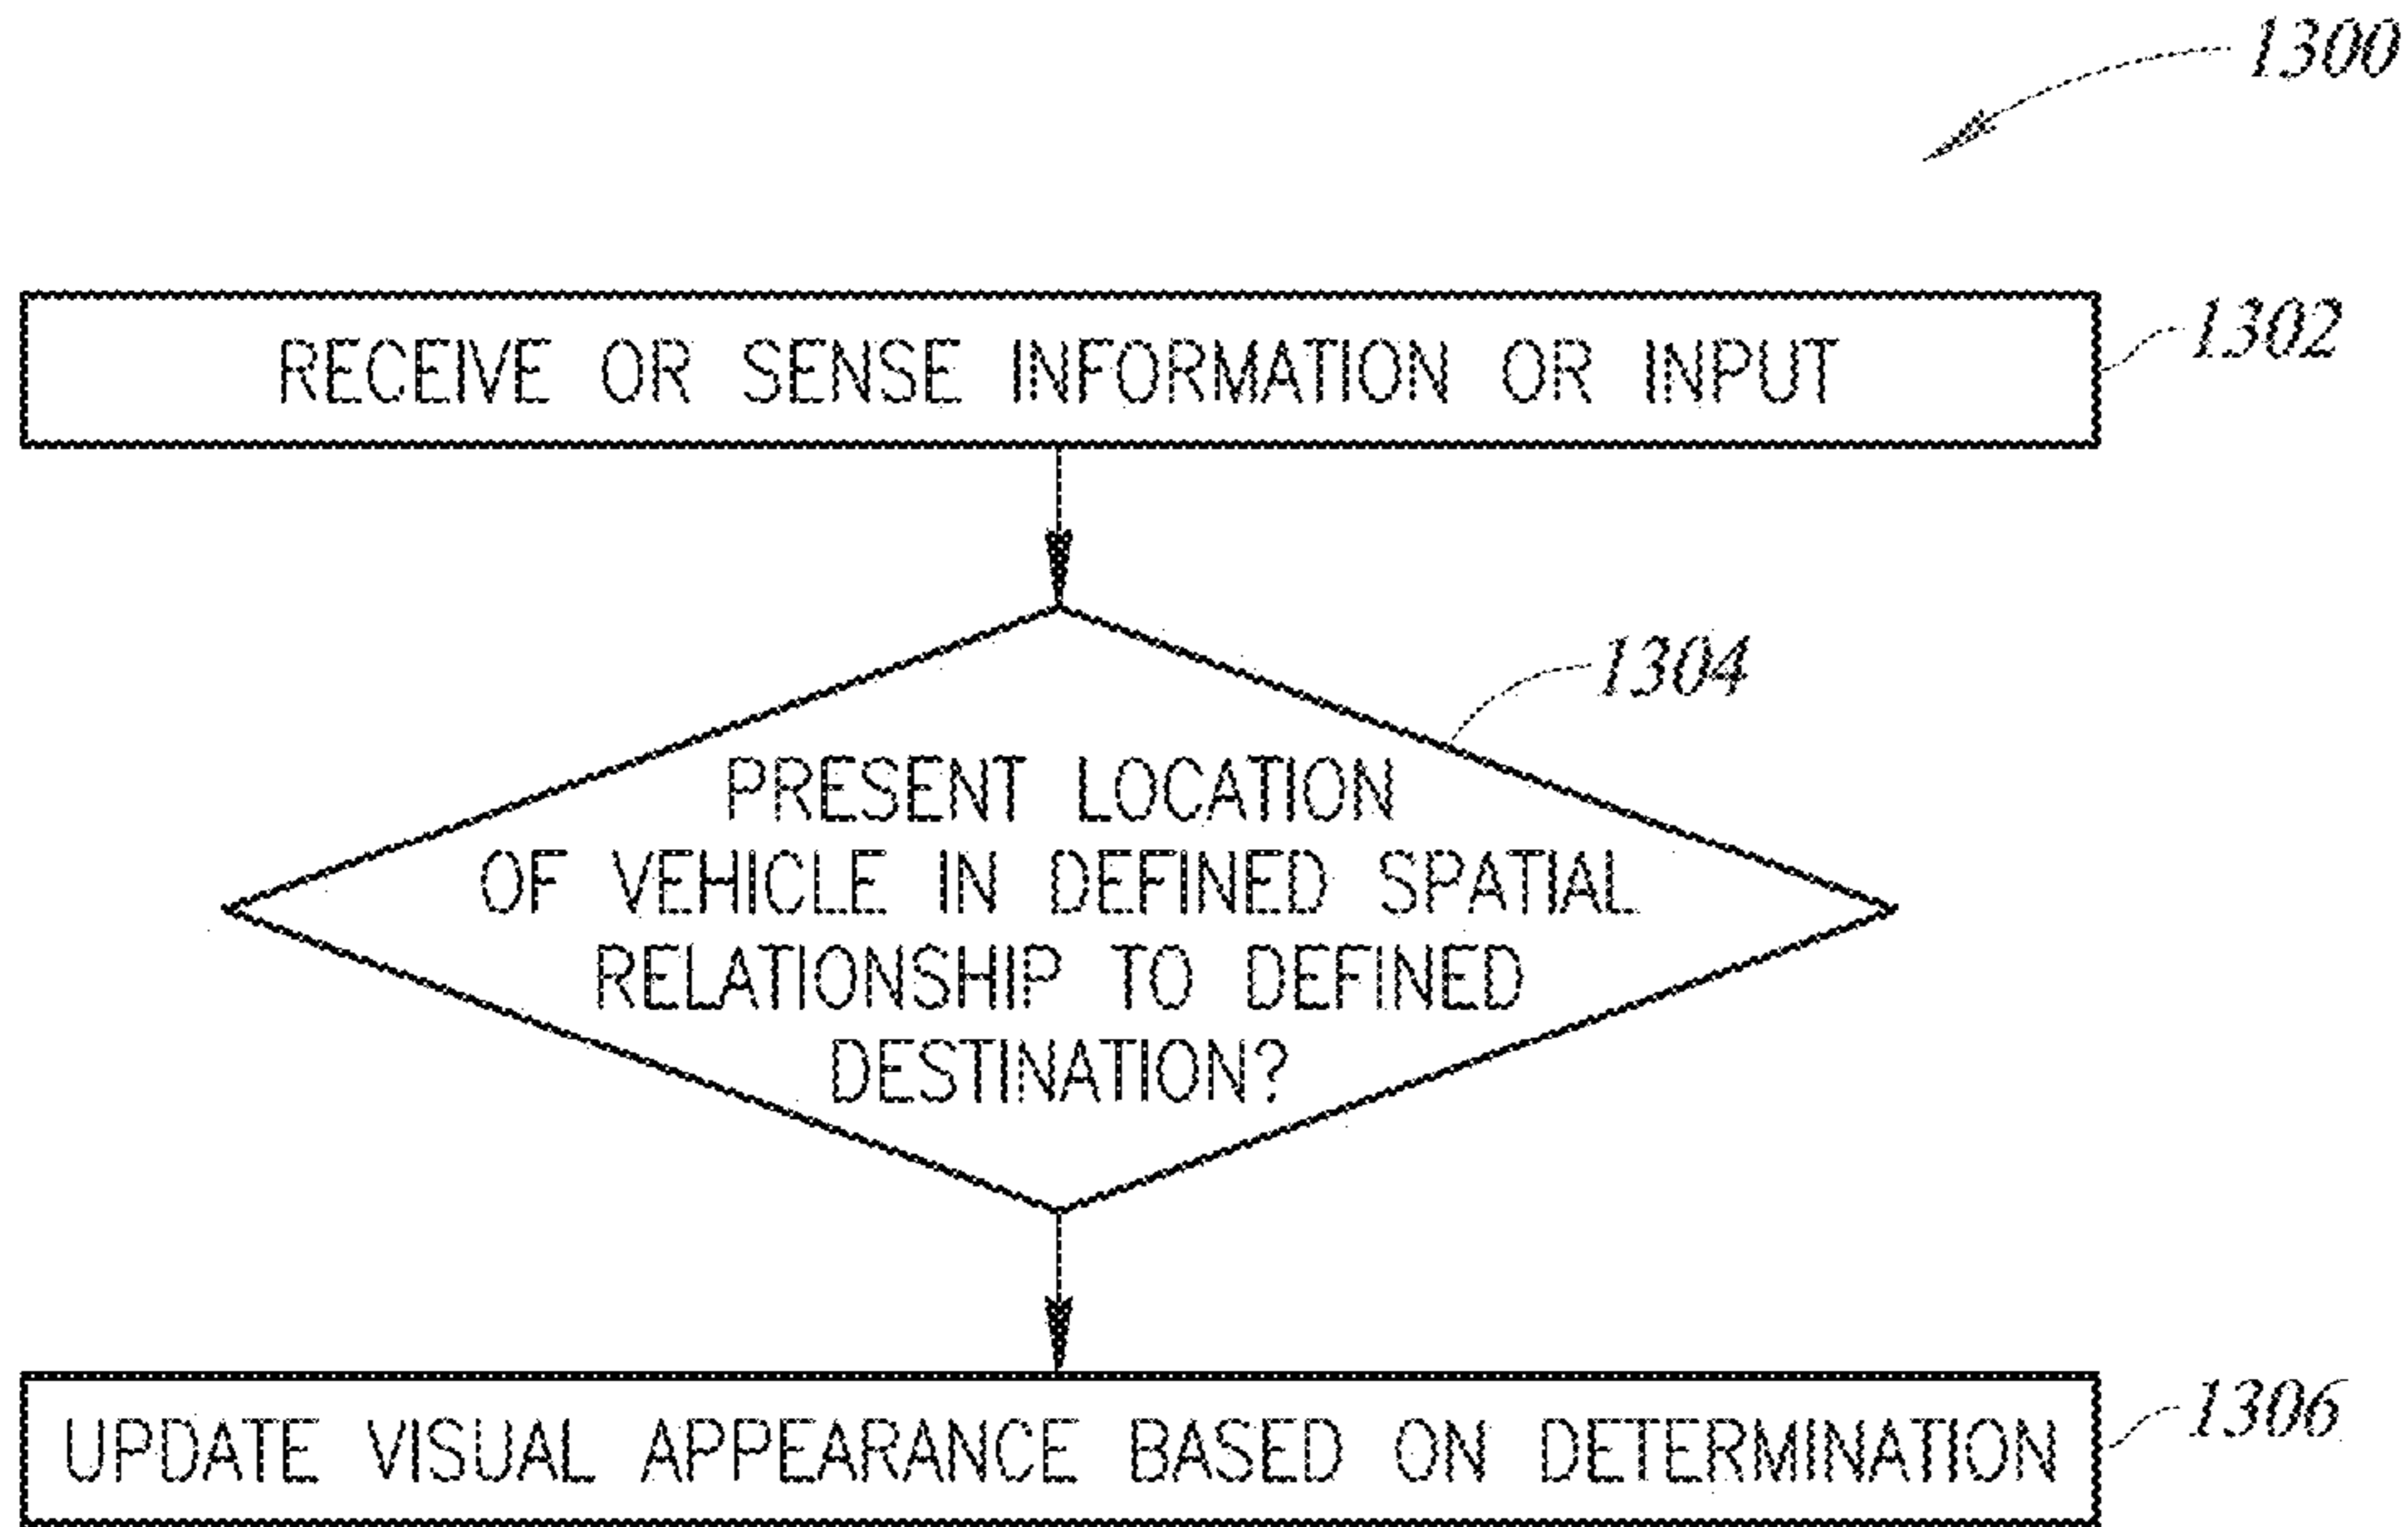 1300
RECEIVE OR SENSE INFORMATION OR INPUT
1302
1304
PRESENT LOCATION
OF VEHICLE IN DEFINED SPATIAL
RELATIONSHIP TO DEFINED
DESTINATION?
UPDATE VISUAL APPEARANCE BASED ON DETERMINATION
1306